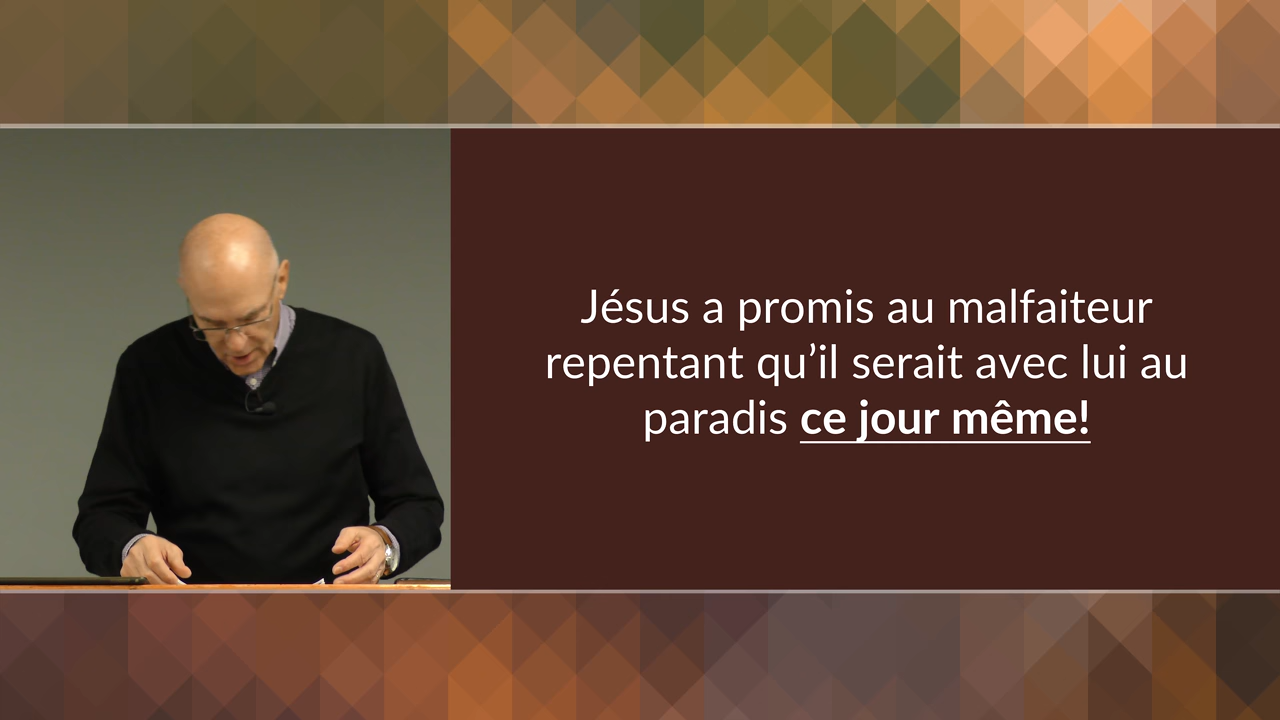 Jésus a promis au malfaiteur
repentant qu’il serait avec lui au
paradis ce jour même!